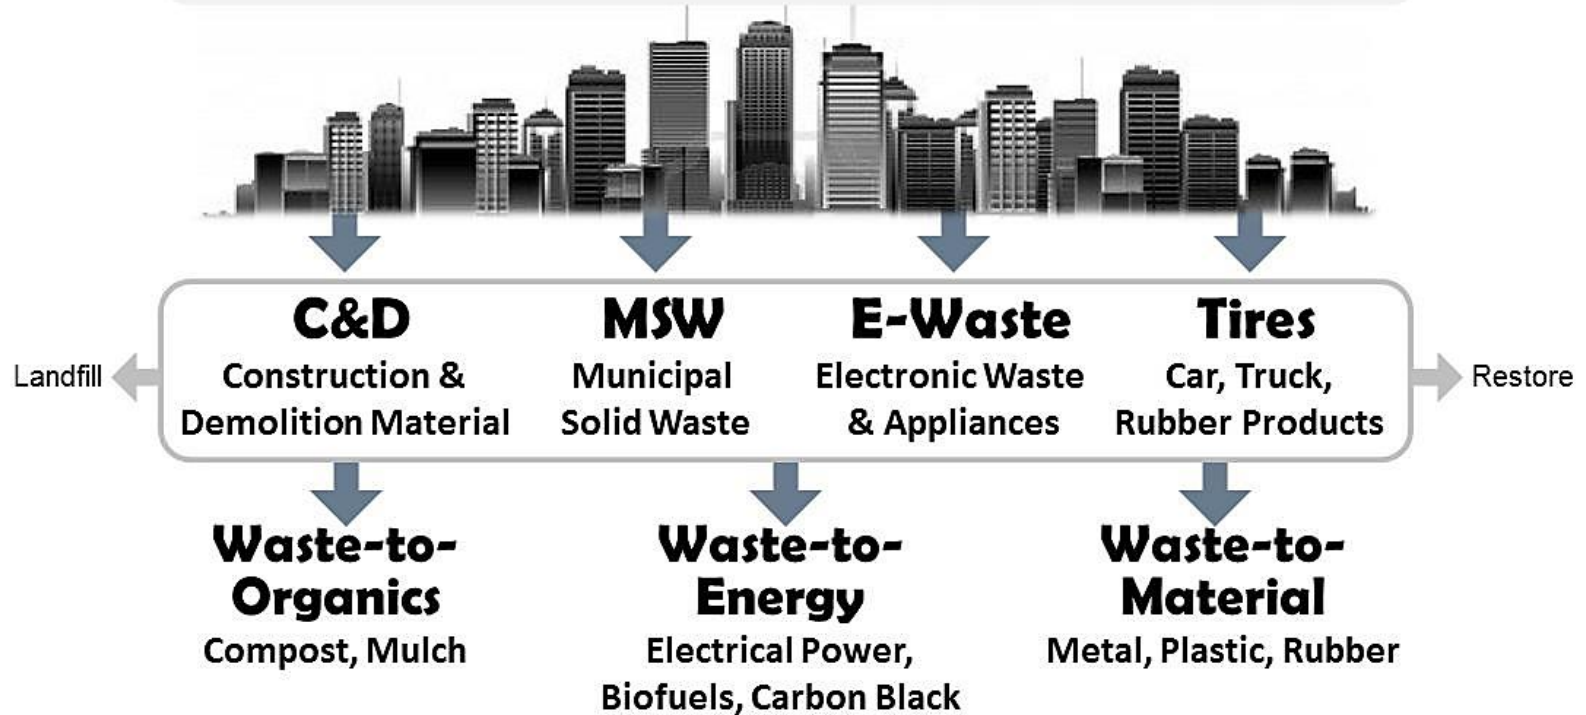 C&D
Construction &
Demolition Material
MSW
Municipal
Solid Waste
E-Waste
Electronic Waste
& Appliances
Tires
Car, Truck,
Rubber Products
Landfill
Restore
Waste-to-
Organics
Compost, Mulch
Waste-to-
Energy
Electrical Power,
Biofuels, Carbon Black
Waste-to-
Material
Metal, Plastic, Rubber